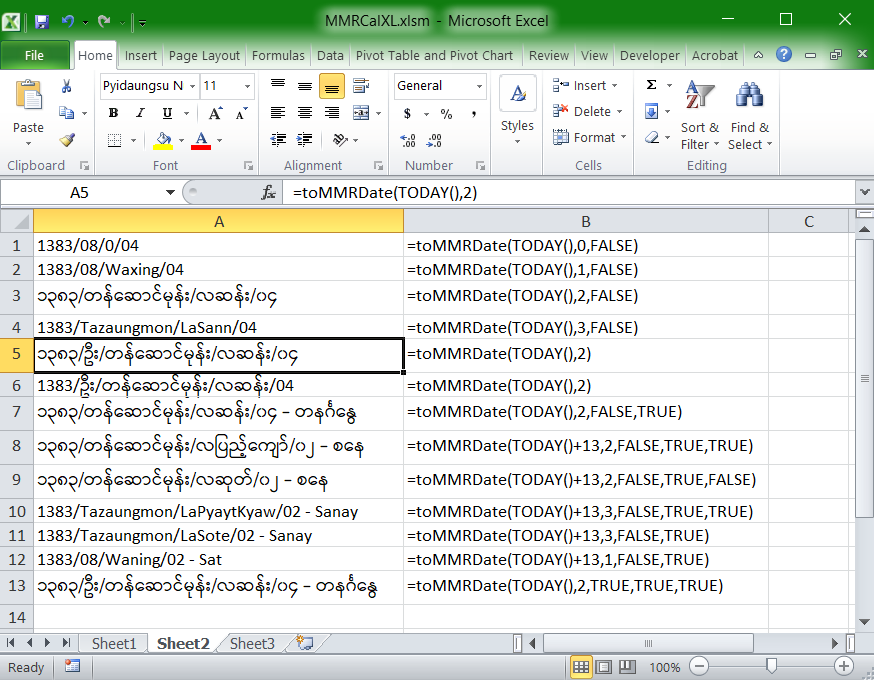 MMRCalXL.xlsm - Microsoft Excel
File Home Insert Page Layout Formulas Data Pivot Table and Pivot Chart Review View Developer Acrobat
Pyidaungsu N 11 General Insert Σ
Paste B I U A A $ % , Styles Delete Sort & Filter Find & Select
Format
Clipboard Font Alignment Number Cells Editing
A5 fx =toMMRDate(TODAY(),2)
A B C
1 1383/08/0/04 =toMMRDate(TODAY(),0,FALSE)
2 1383/08/Waxing/04 =toMMRDate(TODAY(),1,FALSE)
3 ၁၃၈၃/တန်ဆောင်မုန်း/လဆန်း/၀၄ =toMMRDate(TODAY(),2,FALSE)
4 1383/Tazaungmon/LaSann/04 =toMMRDate(TODAY(),3,FALSE)
5 ၁၃၈၃/ဦး/တန်ဆောင်မုန်း/လဆန်း/၀၄ =toMMRDate(TODAY(),2)
6 1383/ဦး/တန်ဆောင်မုန်း/လဆန်း/04 =toMMRDate(TODAY(),2)
7 ၁၃၈၃/တန်ဆောင်မုန်း/လဆန်း/၀၄ – တနင်္ဂနွေ =toMMRDate(TODAY(),2,FALSE,TRUE)
8 ၁၃၈၃/တန်ဆောင်မုန်း/လပြည့်ကျော်/၀၂ – စနေ =toMMRDate(TODAY()+13,2,FALSE,TRUE,TRUE)
9 ၁၃၈၃/တန်ဆောင်မုန်း/လဆုတ်/၀၂ – စနေ =toMMRDate(TODAY()+13,2,FALSE,TRUE,FALSE)
10 1383/Tazaungmon/LaPyaytKyaw/02 - Sanay =toMMRDate(TODAY()+13,3,FALSE,TRUE,TRUE)
11 1383/Tazaungmon/LaSote/02 - Sanay =toMMRDate(TODAY()+13,3,FALSE,TRUE)
12 1383/08/Waning/02 - Sat =toMMRDate(TODAY()+13,1,FALSE,TRUE)
13 ၁၃၈၃/ဦး/တန်ဆောင်မုန်း/လဆန်း/၀၄ – တနင်္ဂနွေ =toMMRDate(TODAY(),2,TRUE,TRUE,TRUE)
14
Sheet1 Sheet2 Sheet3
Ready 100%